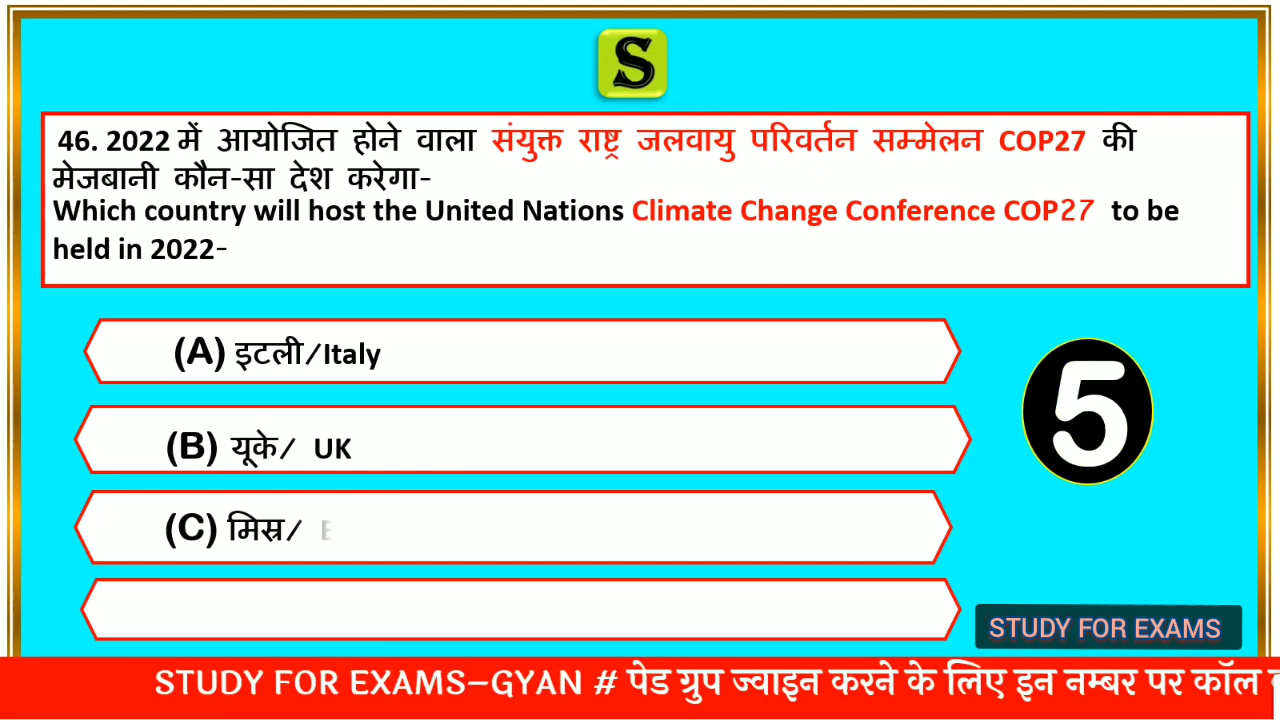 S
46. 2022 में आयोजित होने वाला संयुक्त राष्ट्र जलवायु परिवर्तन सम्मेलन COP27 की
मेजबानी कौन-सा देश करेगा-
Which country will host the United Nations Climate Change Conference COP27 to be
held in 2022-
(A) इटली/Italy
(B) यूके/ UK
(C) मिस्र/ E
5
STUDY FOR EXAMS
STUDY FOR EXAMS-GYAN # पेड ग्रुप ज्वाइन करने के लिए इन नम्बर पर कॉल